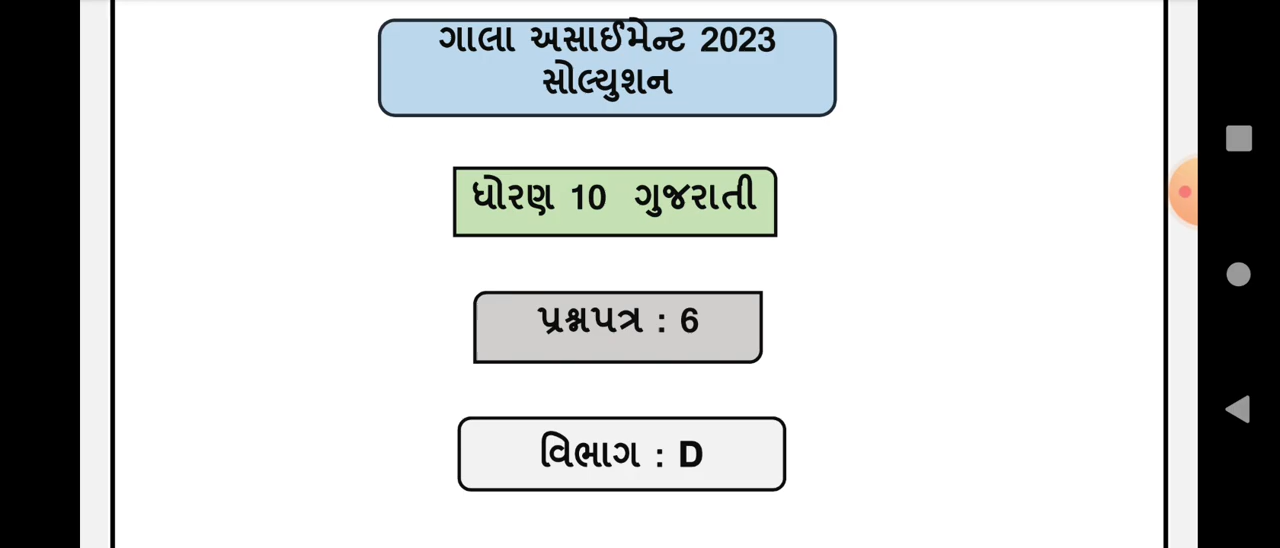 ગાલા અસાઈમેન્ટ 2023
સોલ્યુશન
ધોરણ 10 ગુજરાતી
પ્રશ્નપત્ર : 6
વિભાગ : D